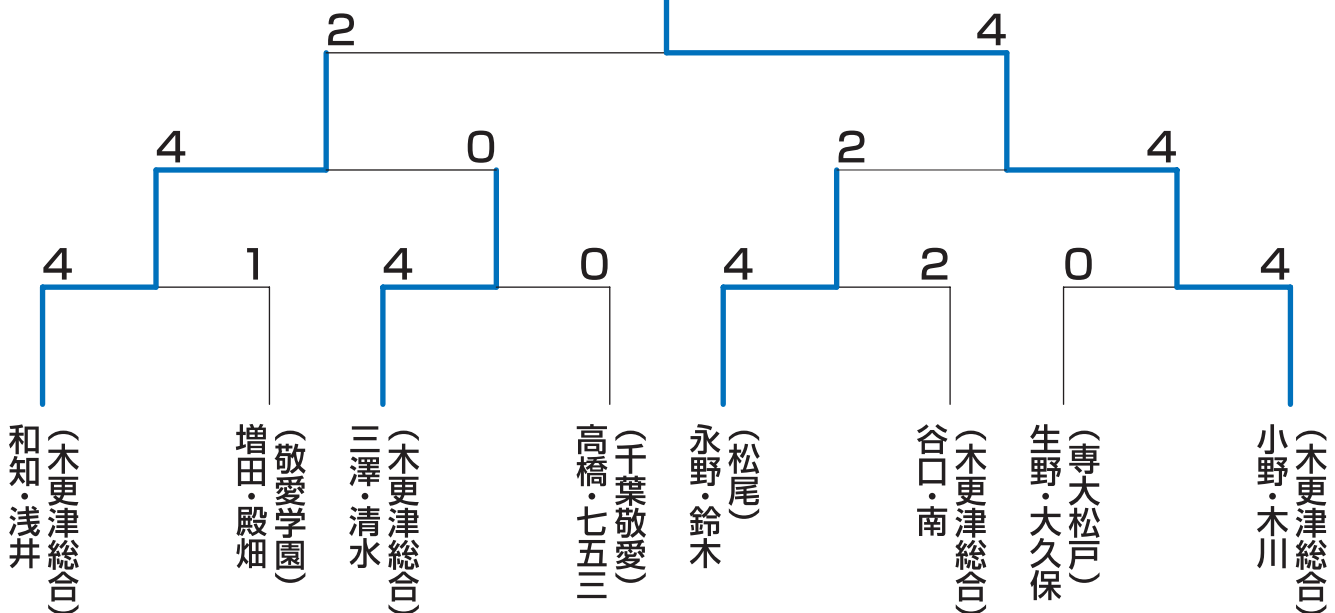 2 4
4 0 2 4
4 1 4 0 4 2 0 4
和知・浅井
(木更津総合)
増田・殿畑
(敬愛学園)
三澤・清水
(木更津総合)
高橋・七五三
(千葉敬愛)
永野・鈴木
(松尾)
谷口・南
(木更津総合)
生野・大久保
(専大松戸)
小野・木川
(木更津総合)